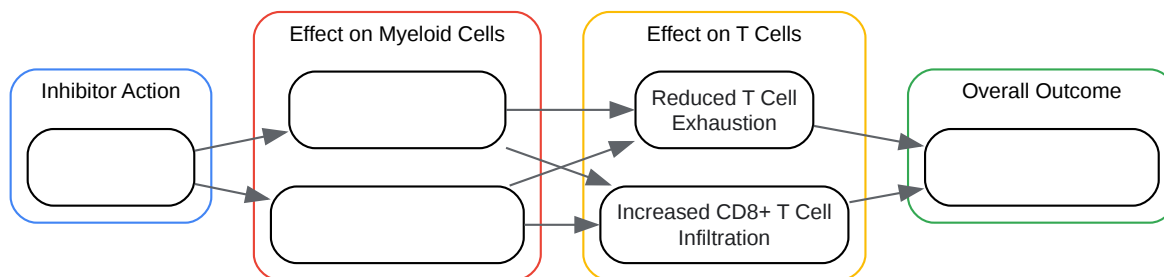 Inhibitor Action
Effect on Myeloid Cells
Effect on T Cells
Reduced T Cell
Exhaustion
Increased CD8+ T Cell
Infiltration
Overall Outcome